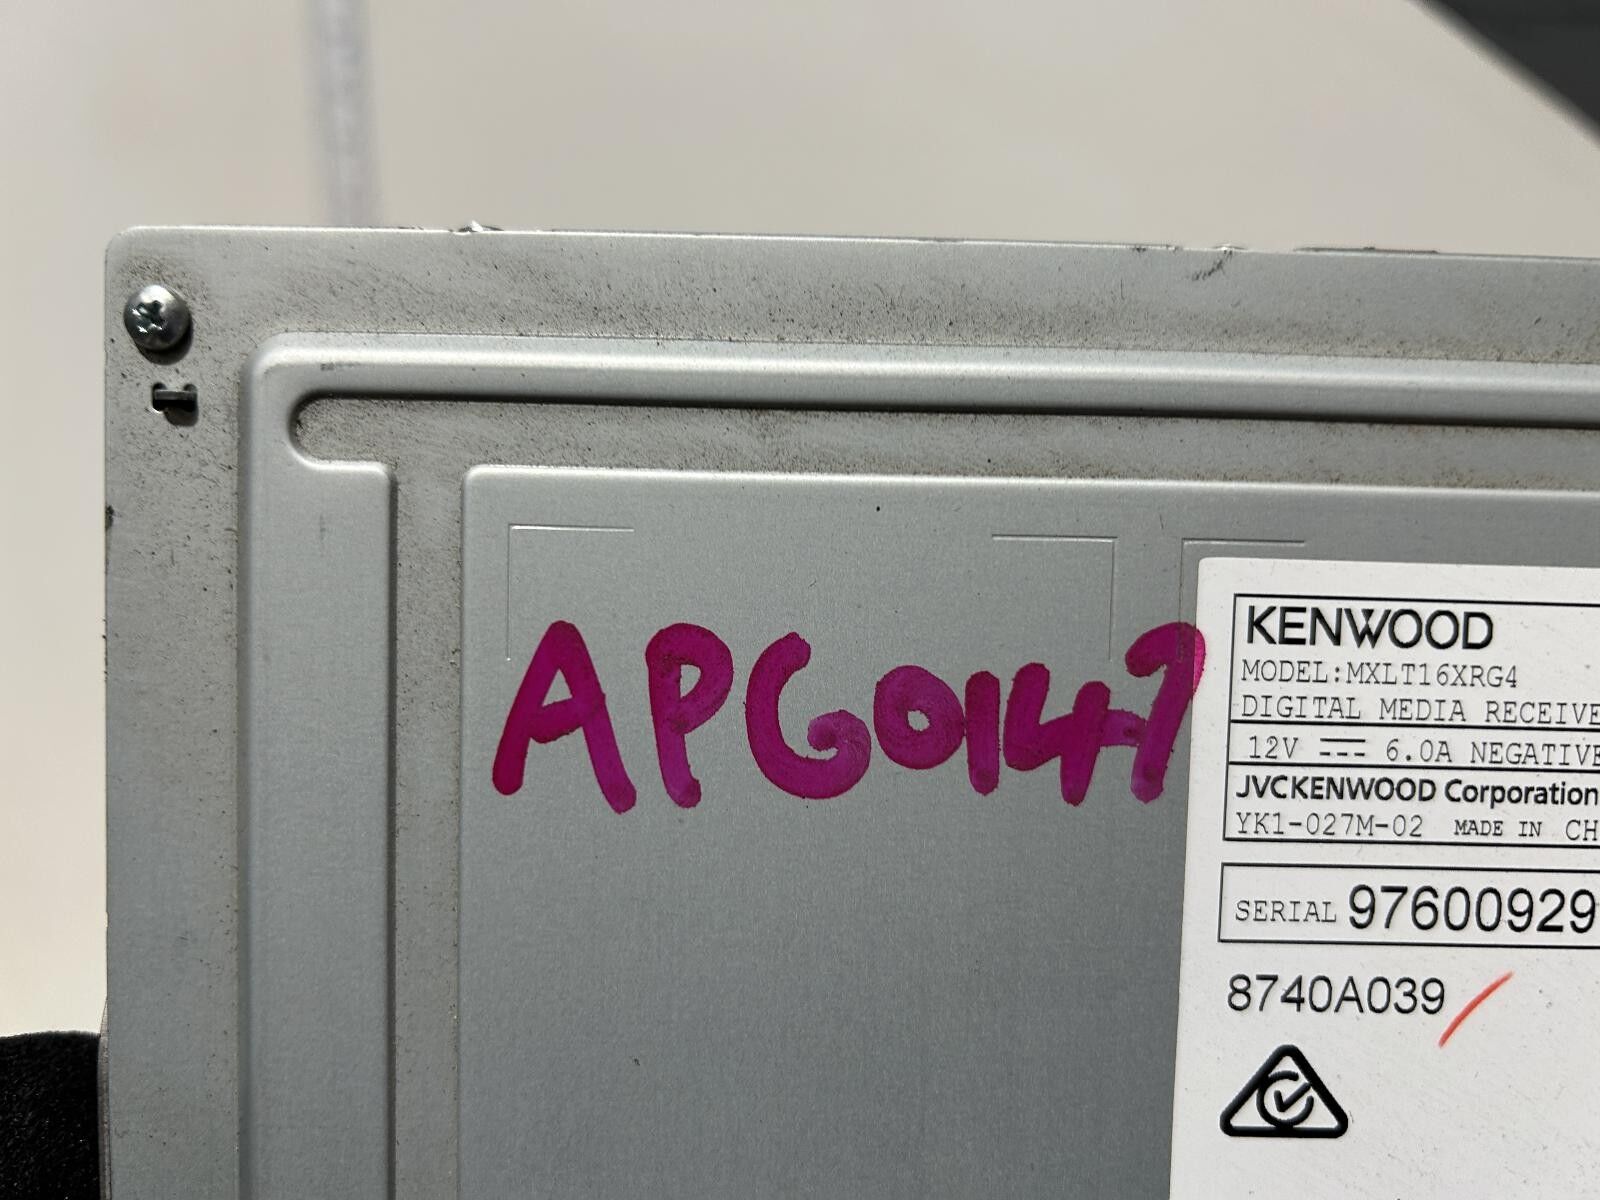 APG0147
KENWOOD
MODEL:MXLT16XRG4
DIGITAL MEDIA RECEIVE
12V ⎓ 6.0A NEGATIVE
JVCKENWOOD Corporation
YK1-027M-02 MADE IN CH
SERIAL 97600929
8740A039